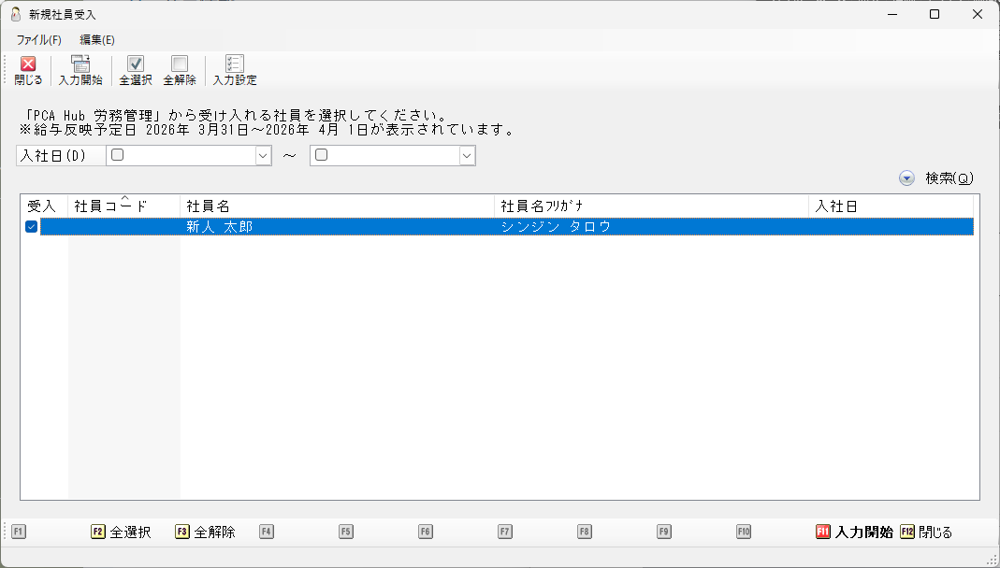 新規社員受入
ファイル(F) 編集(E)
閉じる 入力開始 全選択 全解除 入力設定
「PCA Hub 労務管理」から受け入れる社員を選択してください。
※給与反映予定日 2026年 3月31日～2026年 4月 1日が表示されています。
入社日(D) ～
検索(Q)
受入 社員コード 社員名 社員名ﾌﾘｶﾞﾅ 入社日
新人 太郎 シンジン タロウ
F1 F2 全選択 F3 全解除 F4 F5 F6 F7 F8 F9 F10 F11 入力開始 F12 閉じる